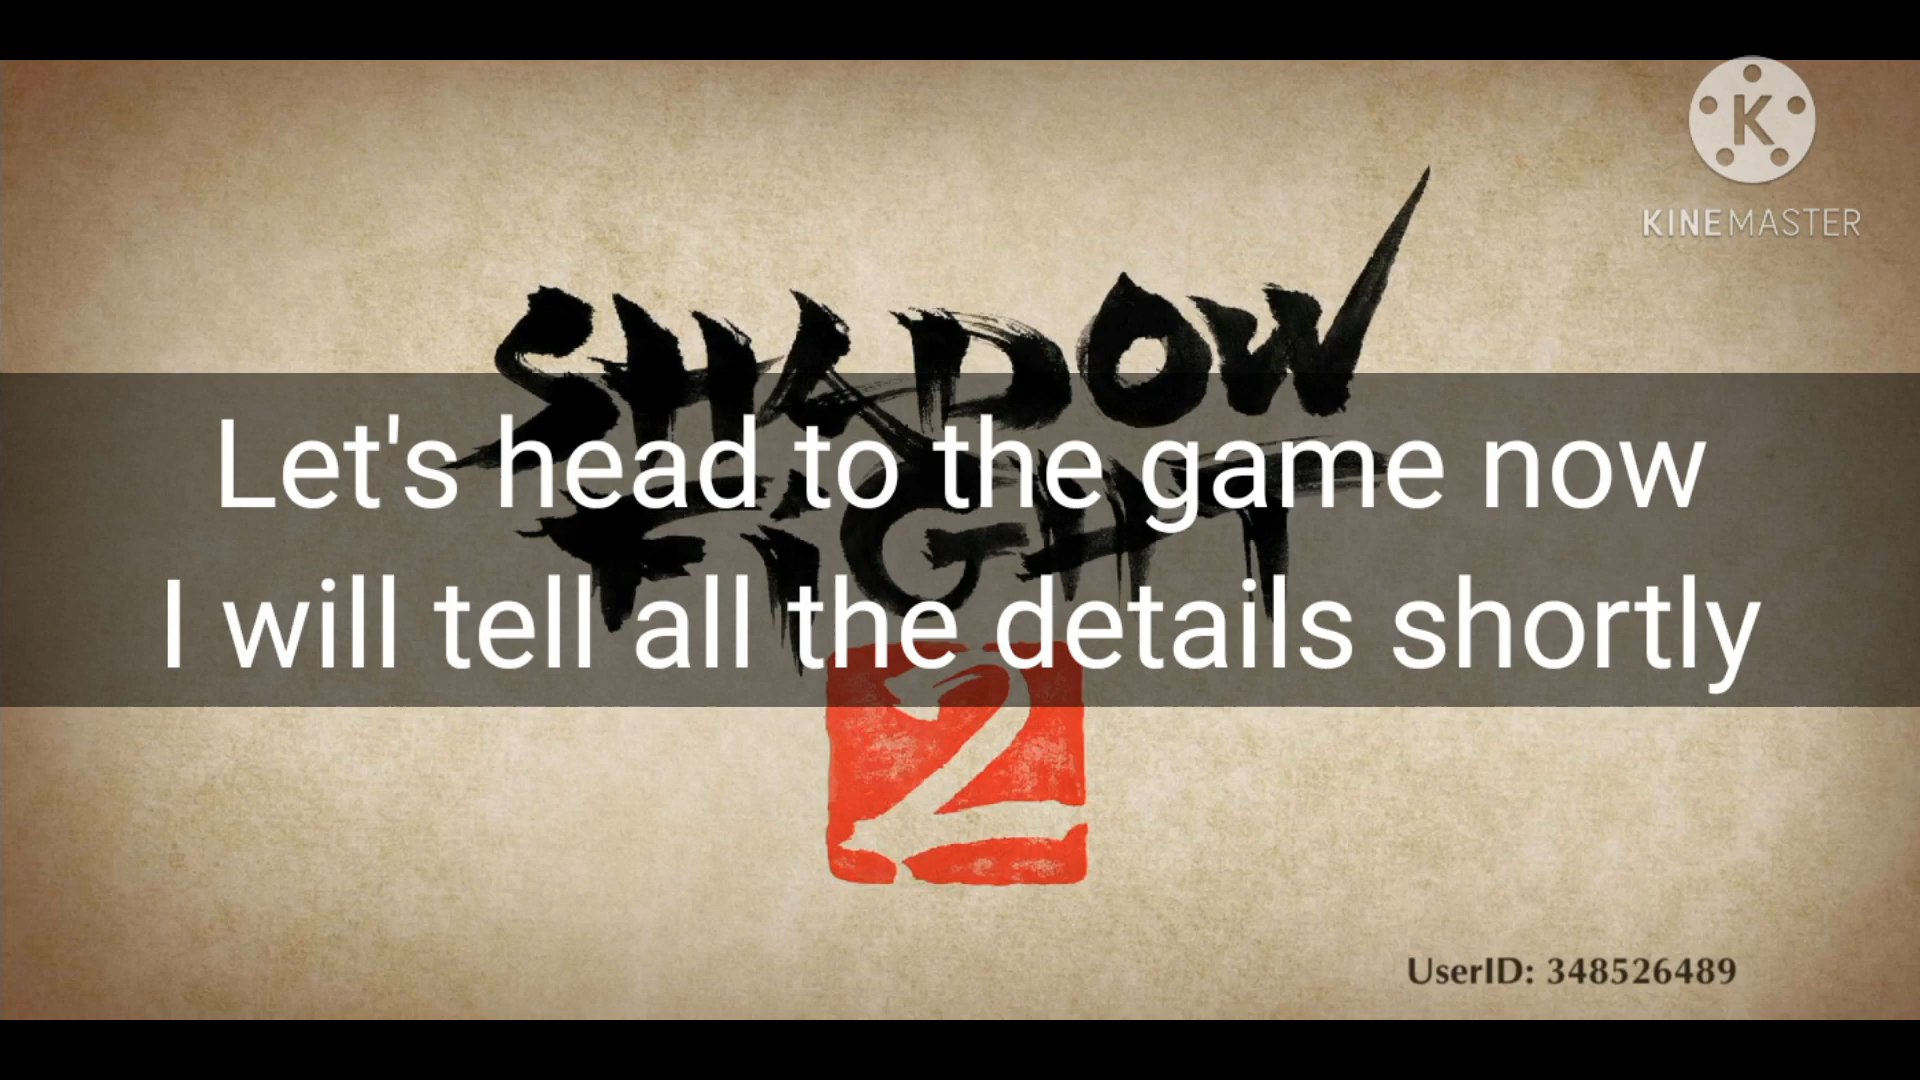 K
KINEMASTER
SHADOW
FiGHT
Let's head to the game now
I will tell all the details shortly
2
UserID: 348526489